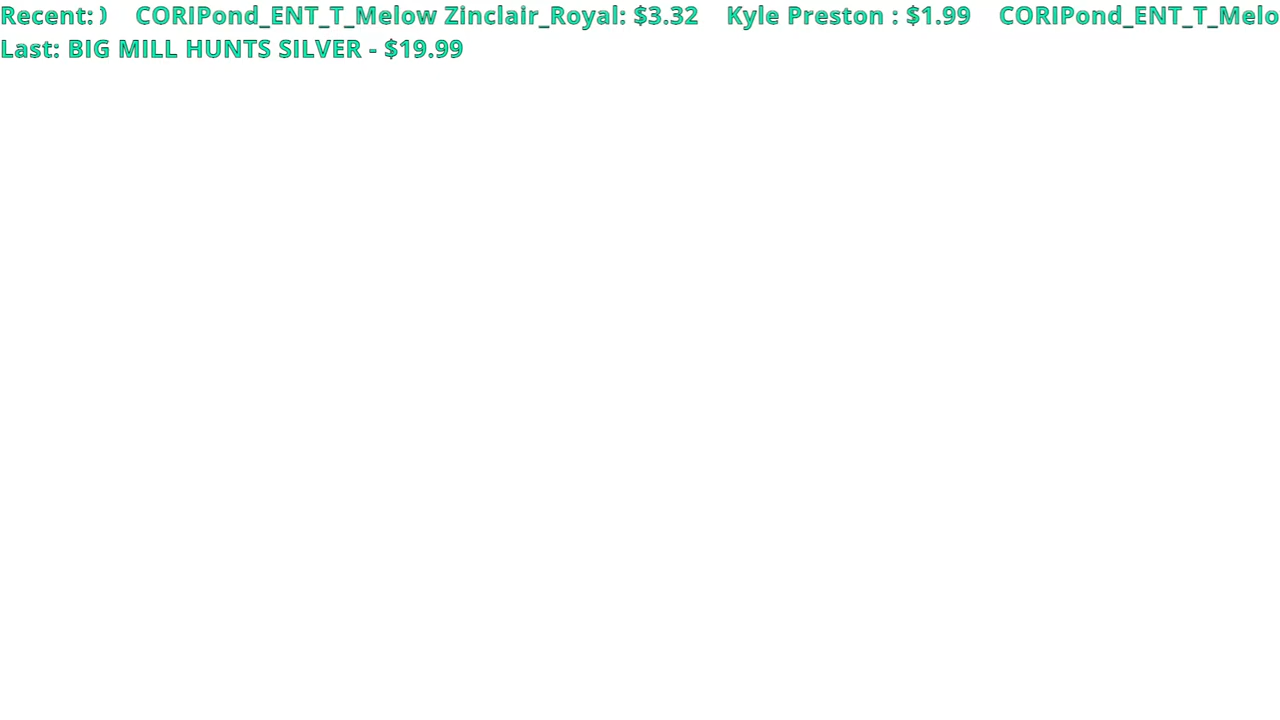 Recent: CORIPond_ENT_T_Melow Zinclair_Royal: $3.32 Kyle Preston : $1.99 CORIPond_ENT_T_Melo
Last: BIG MILL HUNTS SILVER - $19.99